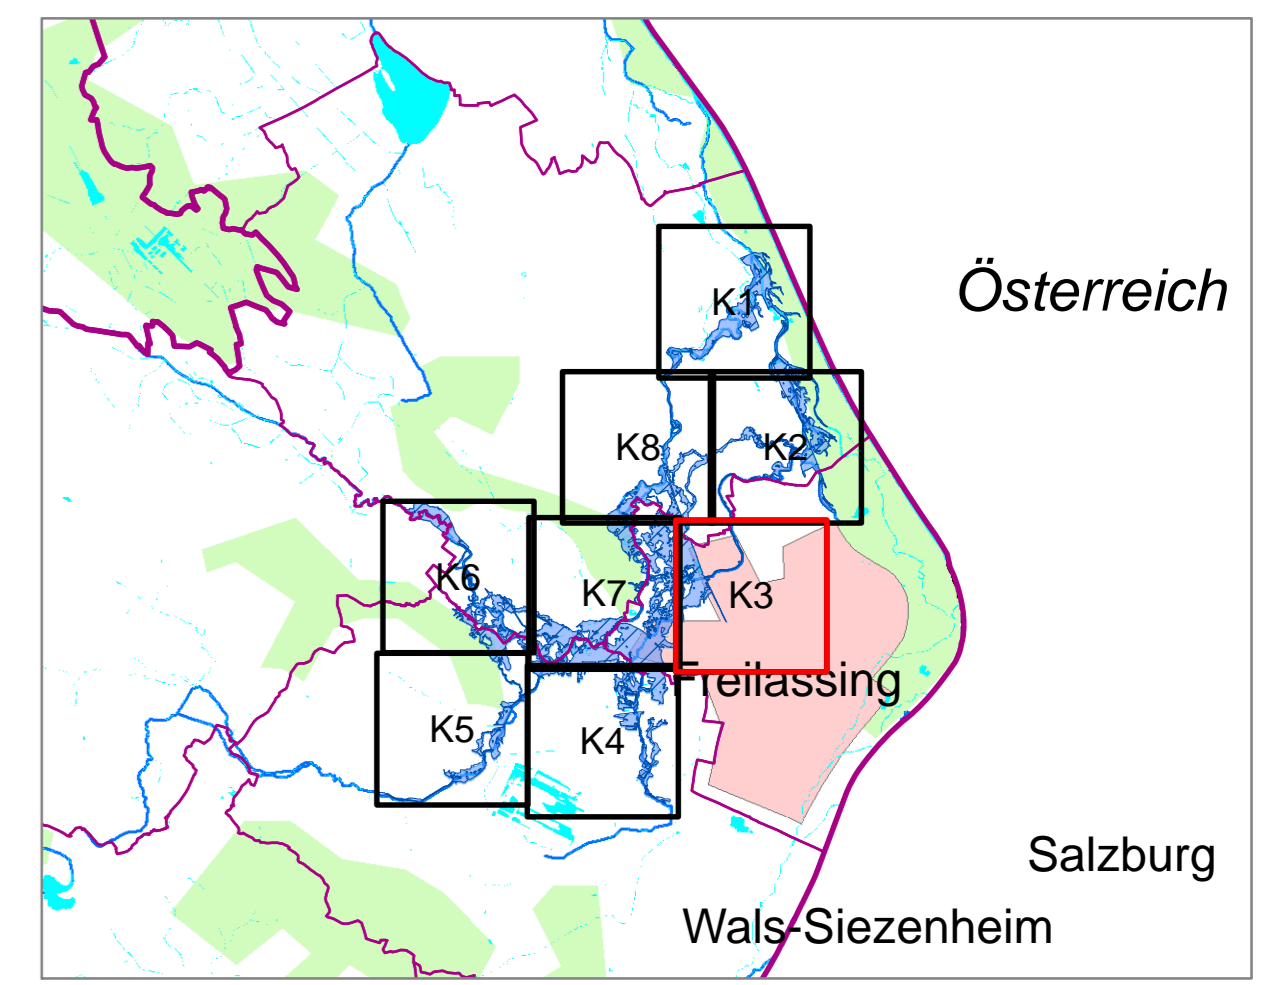 Österreich
K1
K8
K2
K6
K7
K3
Freilassing
K5
K4
Salzburg
Wals-Siezenheim